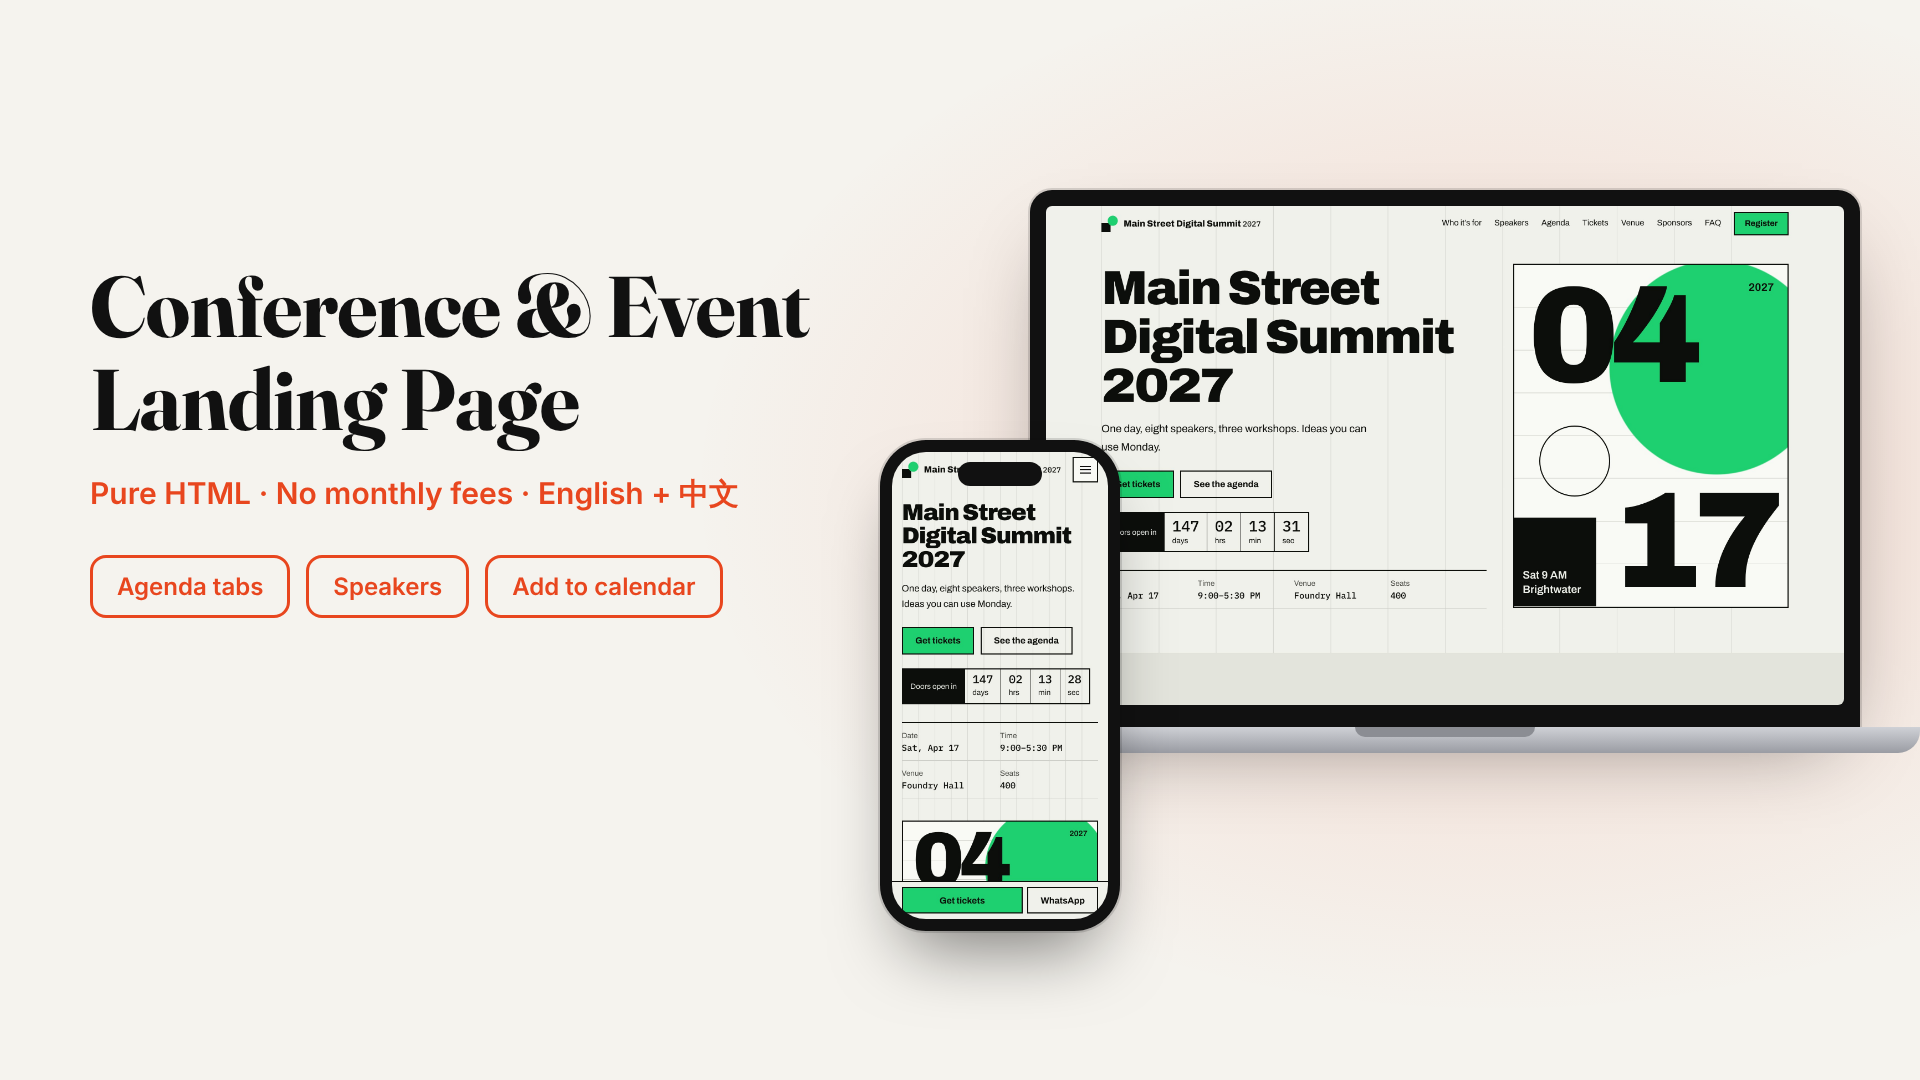 Conference & Event
Landing Page
Pure HTML · No monthly fees · English + 中文
Agenda tabs
Speakers
Add to calendar
Main Street Digital Summit 2027
Who it's for
Speakers
Agenda
Tickets
Venue
Sponsors
FAQ
Register
Main Street
Digital Summit
2027
One day, eight speakers, three workshops. Ideas you can
use Monday.
Get tickets
See the agenda
open in
147 02 13 31
days hrs min sec
Time Venue Seats
Apr 17 9:00–5:30 PM Foundry Hall 400
04
2027
17
Sat 9 AM
Brightwater
Main
2027
Main Street
Digital Summit
2027
One day, eight speakers, three workshops.
Ideas you can use Monday.
Get tickets
See the agenda
Doors open in
147 02 13 28
days hrs min sec
Date Time
Sat, Apr 17 9:00–5:30 PM
Venue Seats
Foundry Hall 400
04
2027
Get tickets
WhatsApp